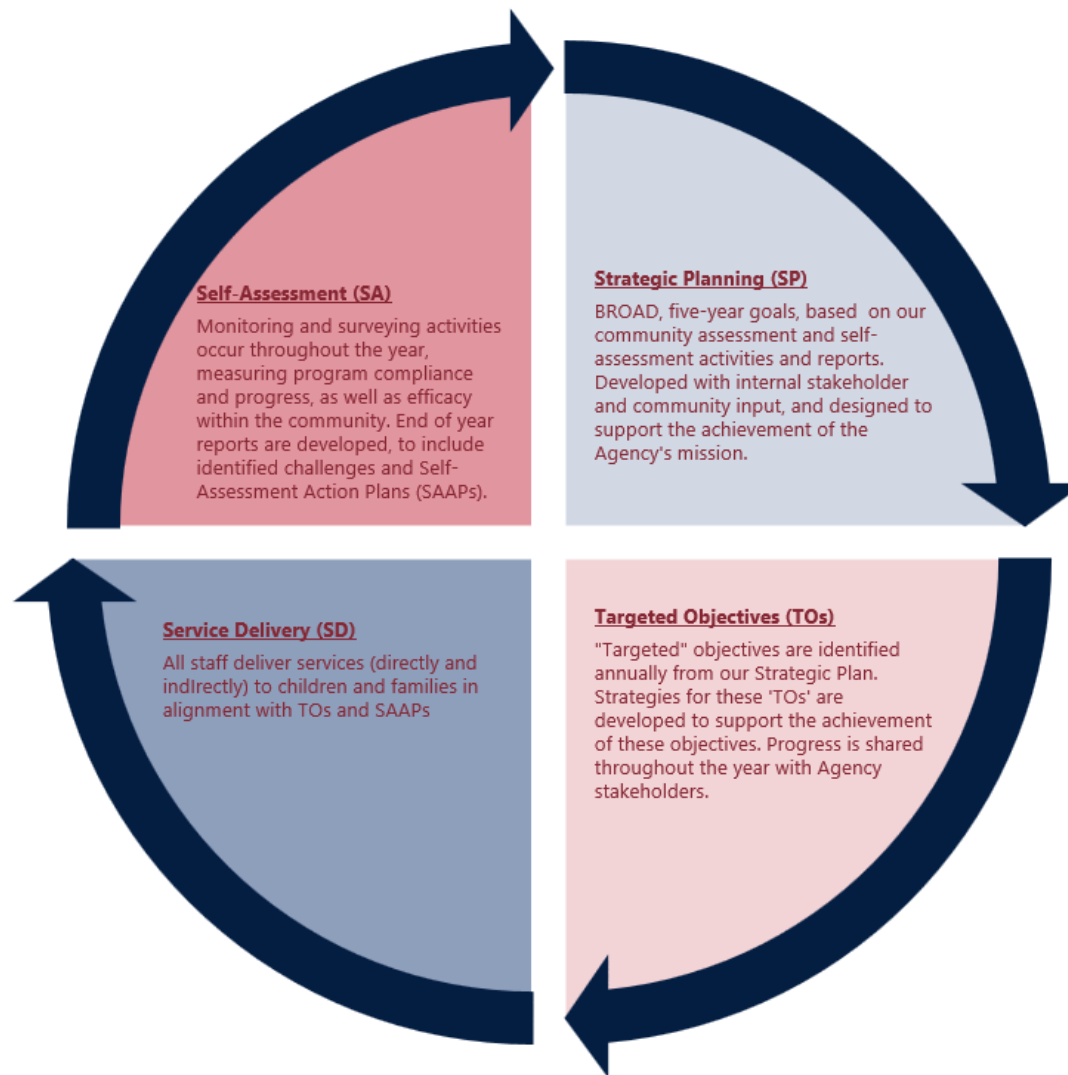 Self-Assessment (SA)
Monitoring and surveying activities
occur throughout the year,
measuring program compliance
and progress, as well as efficacy
within the community. End of year
reports are developed, to include
identified challenges and Self-
Assessment Action Plans (SAAPs).
Strategic Planning (SP)
BROAD, five-year goals, based  on our
community assessment and self-
assessment activities and reports.
Developed with internal stakeholder
and community input, and designed to
support the achievement of the
Agency's mission.
Service Delivery (SD)
All staff deliver services (directly and
indIrectly) to children and families in
alignment with TOs and SAAPs
Targeted Objectives (TOs)
"Targeted" objectives are identified
annually from our Strategic Plan.
Strategies for these 'TOs' are
developed to support the achievement
of these objectives. Progress is shared
throughout the year with Agency
stakeholders.